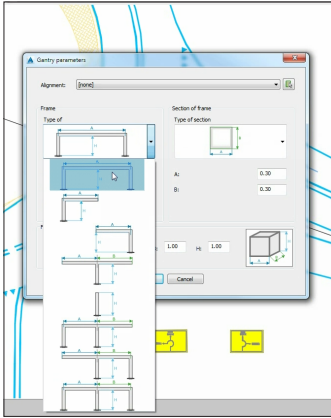 Gantry parameters
Alignment: [none]
Frame
Section of frame
Type of
Type of section
A: 0.30
B: 0.30
1.00 H: 1.00
Cancel